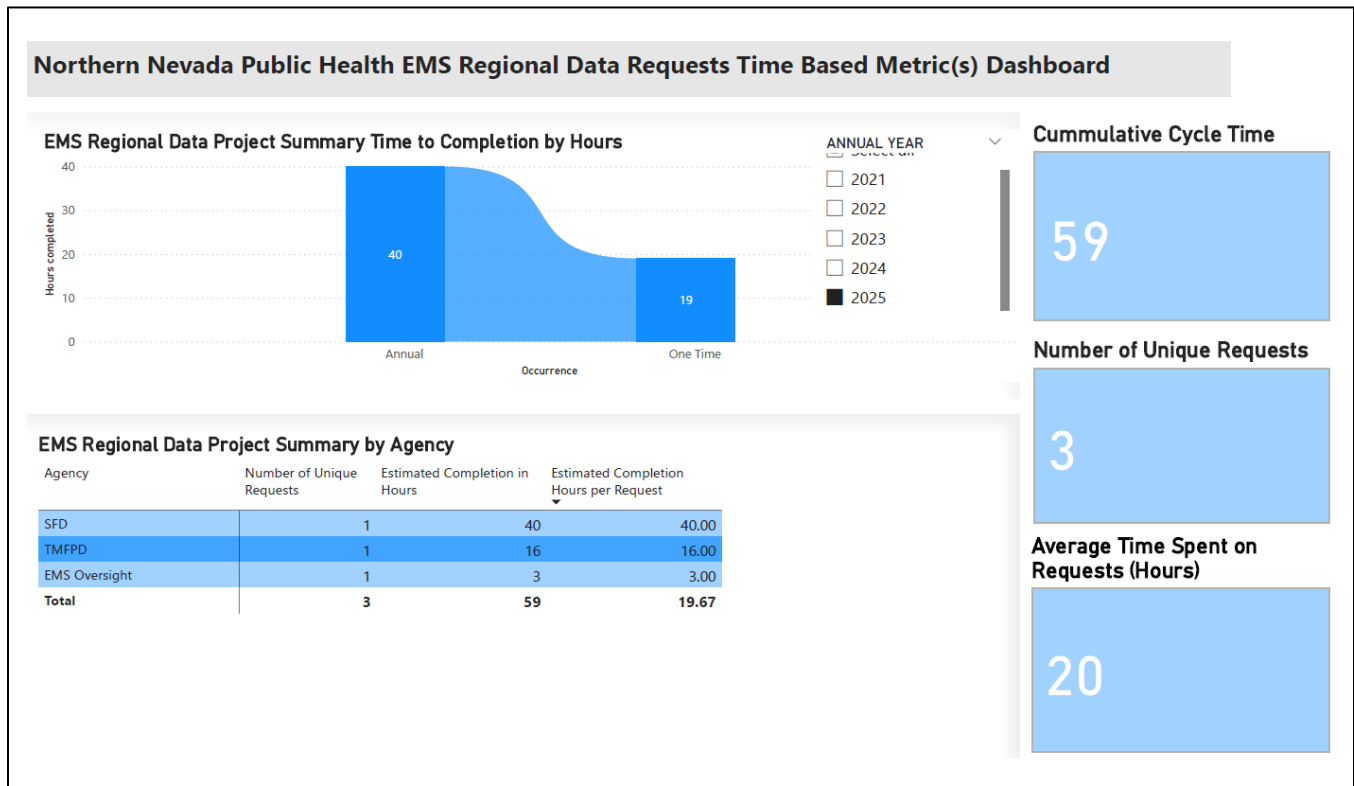 Northern Nevada Public Health EMS Regional Data Requests Time Based Metric(s) Dashboard
EMS Regional Data Project Summary Time to Completion by Hours
40
30
20
10
0
Hours completed
40
19
Annual
One Time
Occurrence
ANNUAL YEAR
Select all
2021
2022
2023
2024
2025
Cummulative Cycle Time
59
Number of Unique Requests
3
Average Time Spent on
Requests (Hours)
20
EMS Regional Data Project Summary by Agency
Agency Number of Unique Requests Estimated Completion in Hours Estimated Completion Hours per Request
SFD 1 40 40.00
TMFPD 1 16 16.00
EMS Oversight 1 3 3.00
Total 3 59 19.67